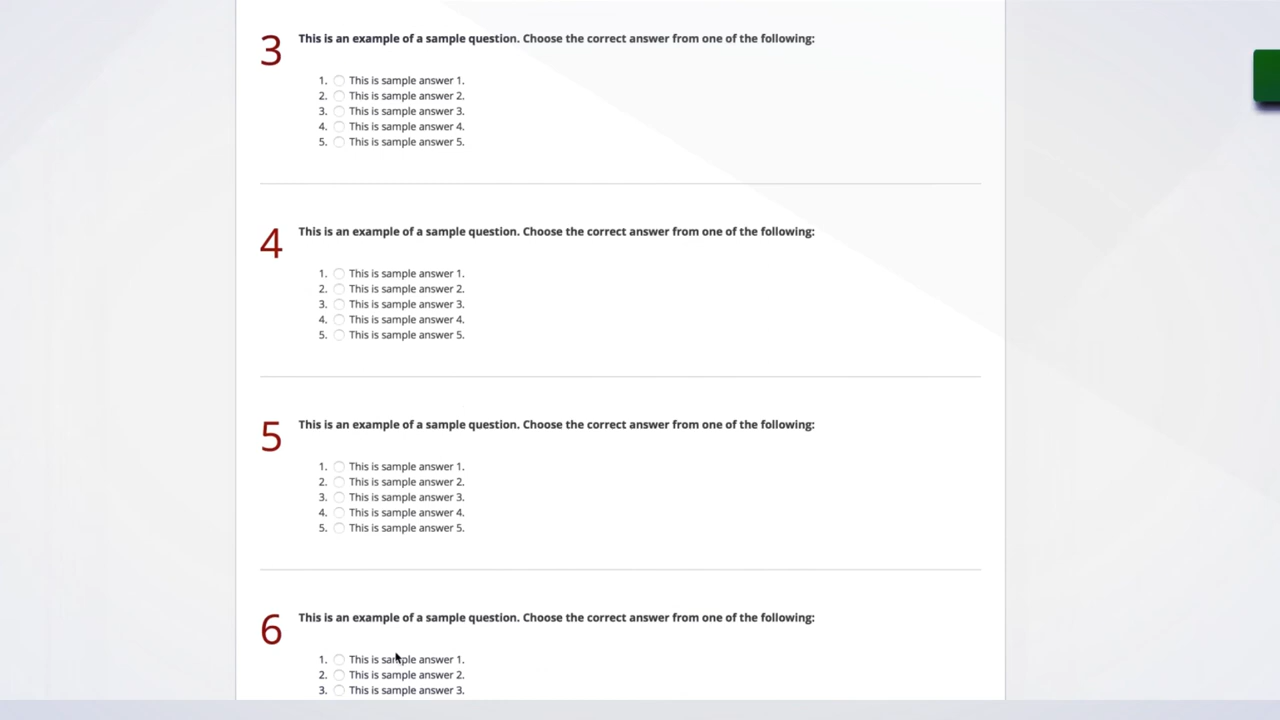 3
This is an example of a sample question. Choose the correct answer from one of the following:
1. This is sample answer 1.
2. This is sample answer 2.
3. This is sample answer 3.
4. This is sample answer 4.
5. This is sample answer 5.
4
This is an example of a sample question. Choose the correct answer from one of the following:
1. This is sample answer 1.
2. This is sample answer 2.
3. This is sample answer 3.
4. This is sample answer 4.
5. This is sample answer 5.
5
This is an example of a sample question. Choose the correct answer from one of the following:
1. This is sample answer 1.
2. This is sample answer 2.
3. This is sample answer 3.
4. This is sample answer 4.
5. This is sample answer 5.
6
This is an example of a sample question. Choose the correct answer from one of the following:
1. This is sample answer 1.
2. This is sample answer 2.
3. This is sample answer 3.